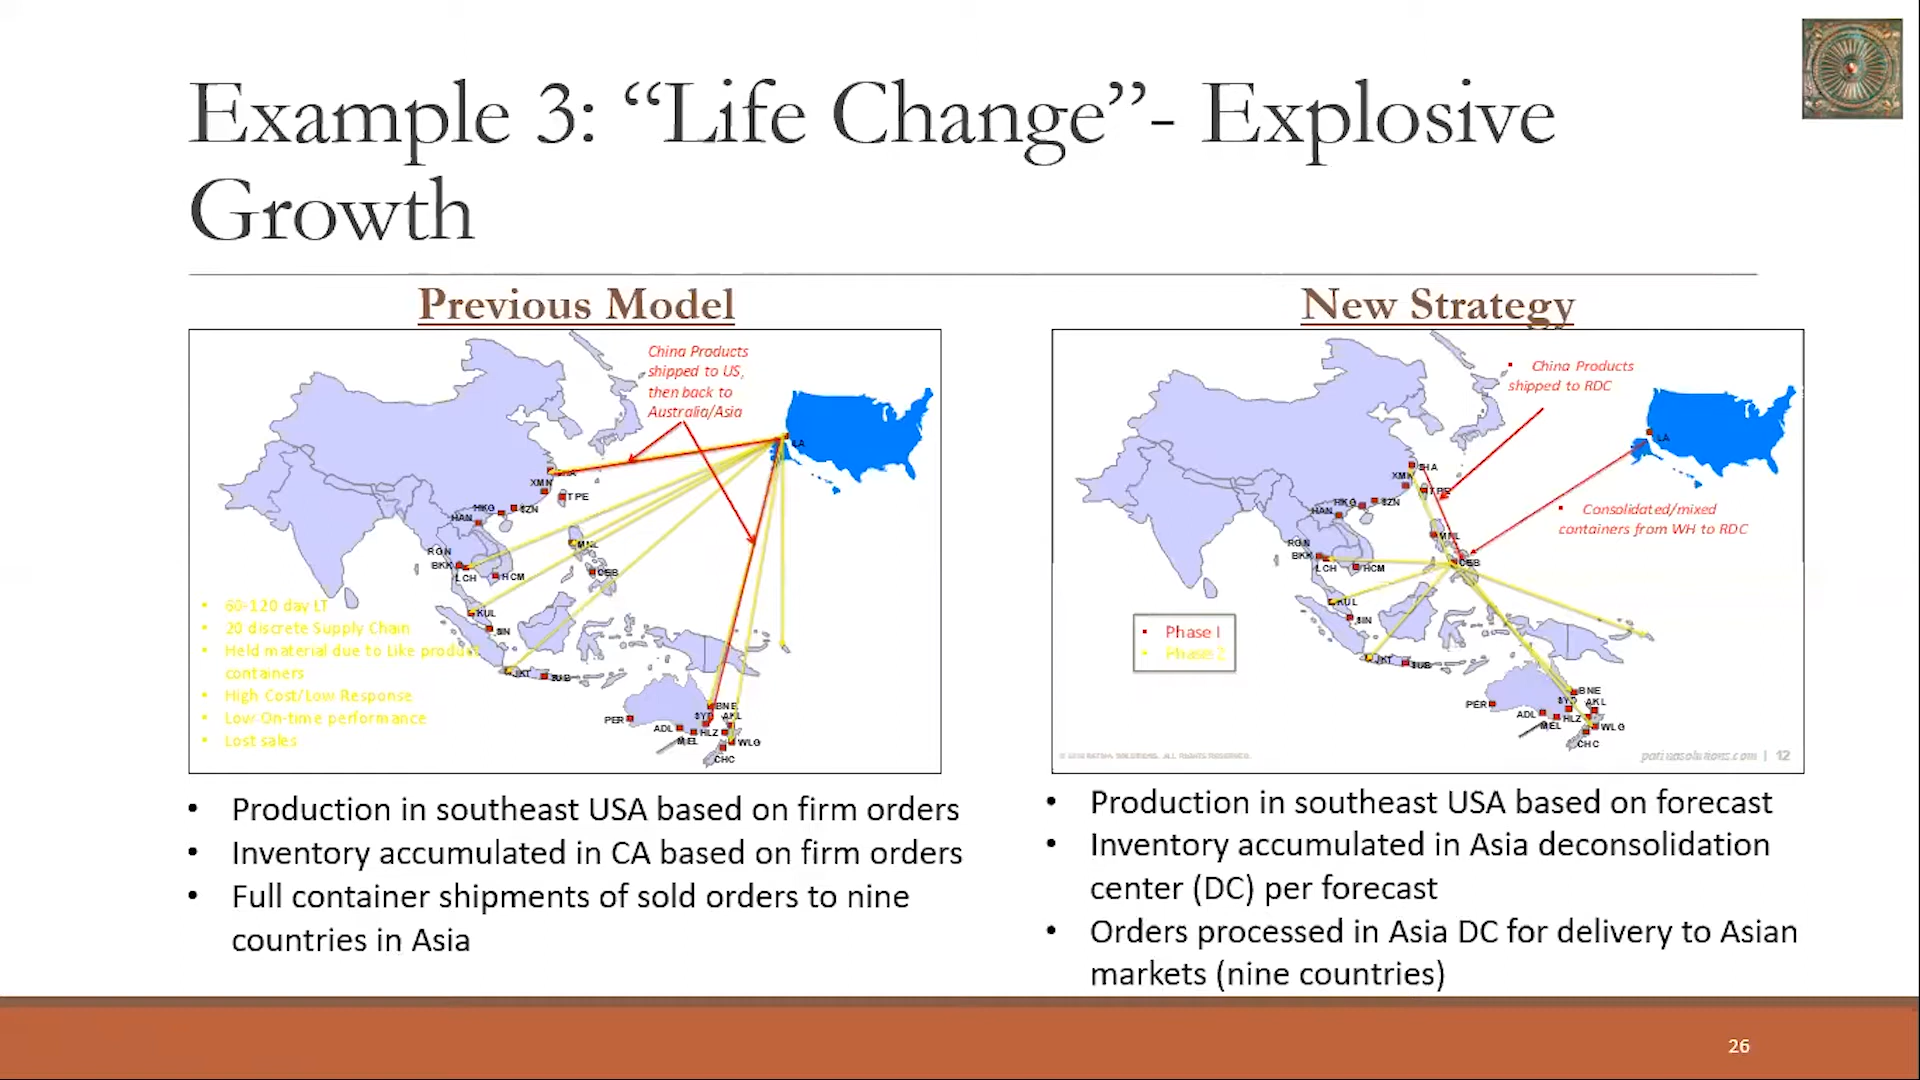 Example 3: “Life Change”- Explosive
Growth
Previous Model
China Products
shipped to US,
then back to
Australia/Asia
LA
XMN
TPE
HKG
SZN
HAN
MNL
RGN
BKK
LCH
HCM
CEB
KUL
SIN
JKT
SUB
PER
ADL
MEL
SYD
BNE
AKL
HLZ
WLG
CHC
• 60-120 day LT
• 20 discrete Supply Chain
• Held material due to Like product
containers
• High Cost/Low Response
• Low On-time performance
• Lost sales
• Production in southeast USA based on firm orders
• Inventory accumulated in CA based on firm orders
• Full container shipments of sold orders to nine
countries in Asia
New Strategy
▪ China Products
shipped to RDC
LA
SHA
XMN
TPE
HKG
SZN
HAN
MNL
RGN
BKK
LCH
HCM
CEB
▪ Consolidated/mixed
containers from WH to RDC
KUL
SIN
▪ Phase I
▪ Phase 2
JKT
SUB
PER
ADL
MEL
SYD
BNE
AKL
HLZ
WLG
CHC
patinasolutions.com | 12
• Production in southeast USA based on forecast
• Inventory accumulated in Asia deconsolidation
center (DC) per forecast
• Orders processed in Asia DC for delivery to Asian
markets (nine countries)
26